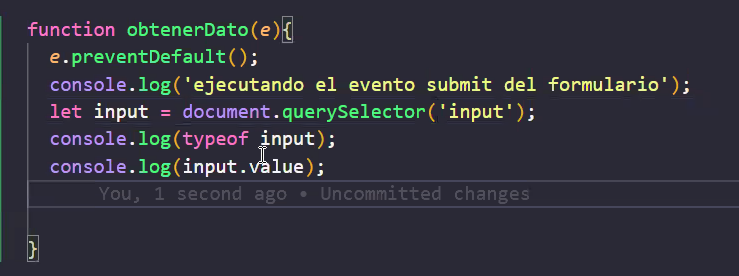 function obtenerDato(e){
e.preventDefault();
console.log('ejecutando el evento submit del formulario');
let input = document.querySelector('input');
console.log(typeof input);
console.log(input.value);
You, 1 second ago • Uncommitted changes
}